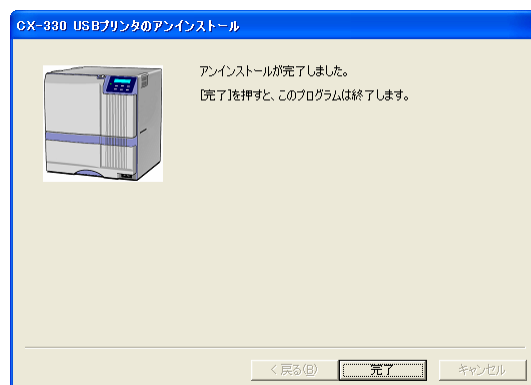 CX-330 USBプリンタのアンインストール
アンインストールが完了しました。
[完了]を押すと、このプログラムは終了します。
< 戻る(B)
完了
キャンセル